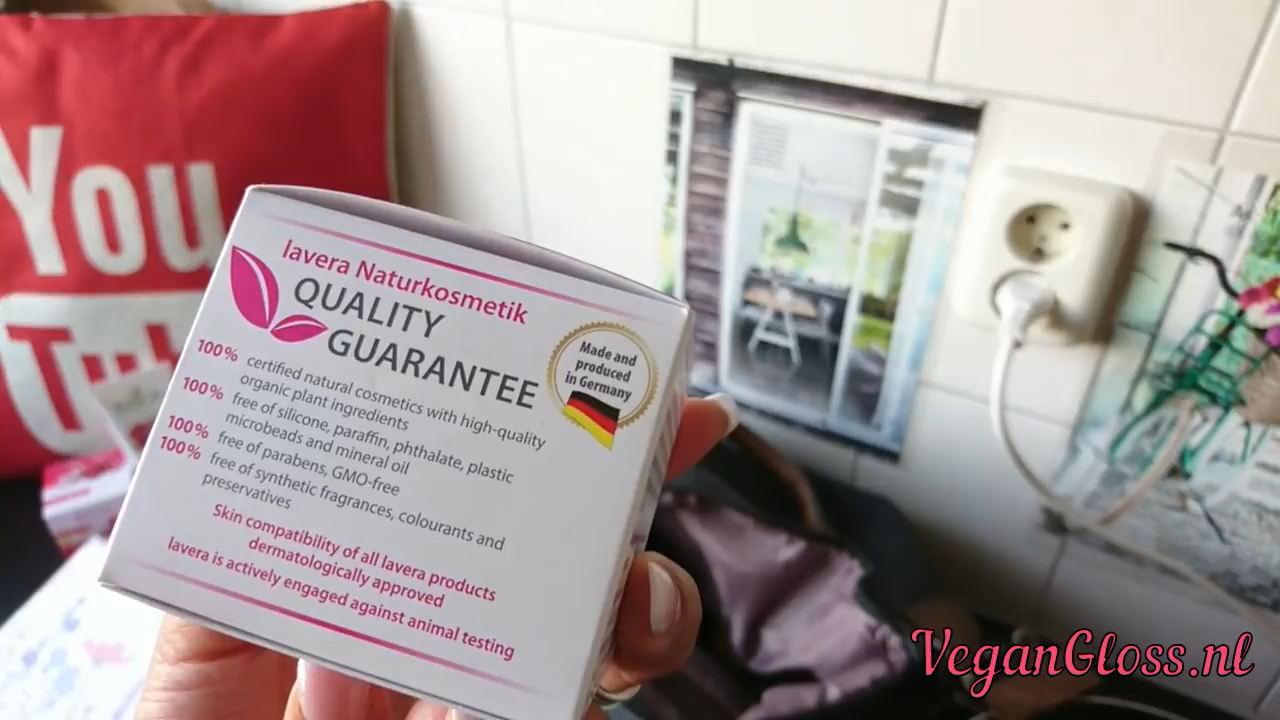 You
Tube
lavera Naturkosmetik
QUALITY
GUARANTEE
Made and
produced
in Germany
100% certified natural cosmetics with high-quality
organic plant ingredients
100% free of silicone, paraffin, phthalate, plastic
microbeads and mineral oil
100% free of parabens, GMO-free
100% free of synthetic fragrances, colourants and
preservatives
Skin compatibility of all lavera products
dermatologically approved
lavera is actively engaged against animal testing
VeganGloss.nl